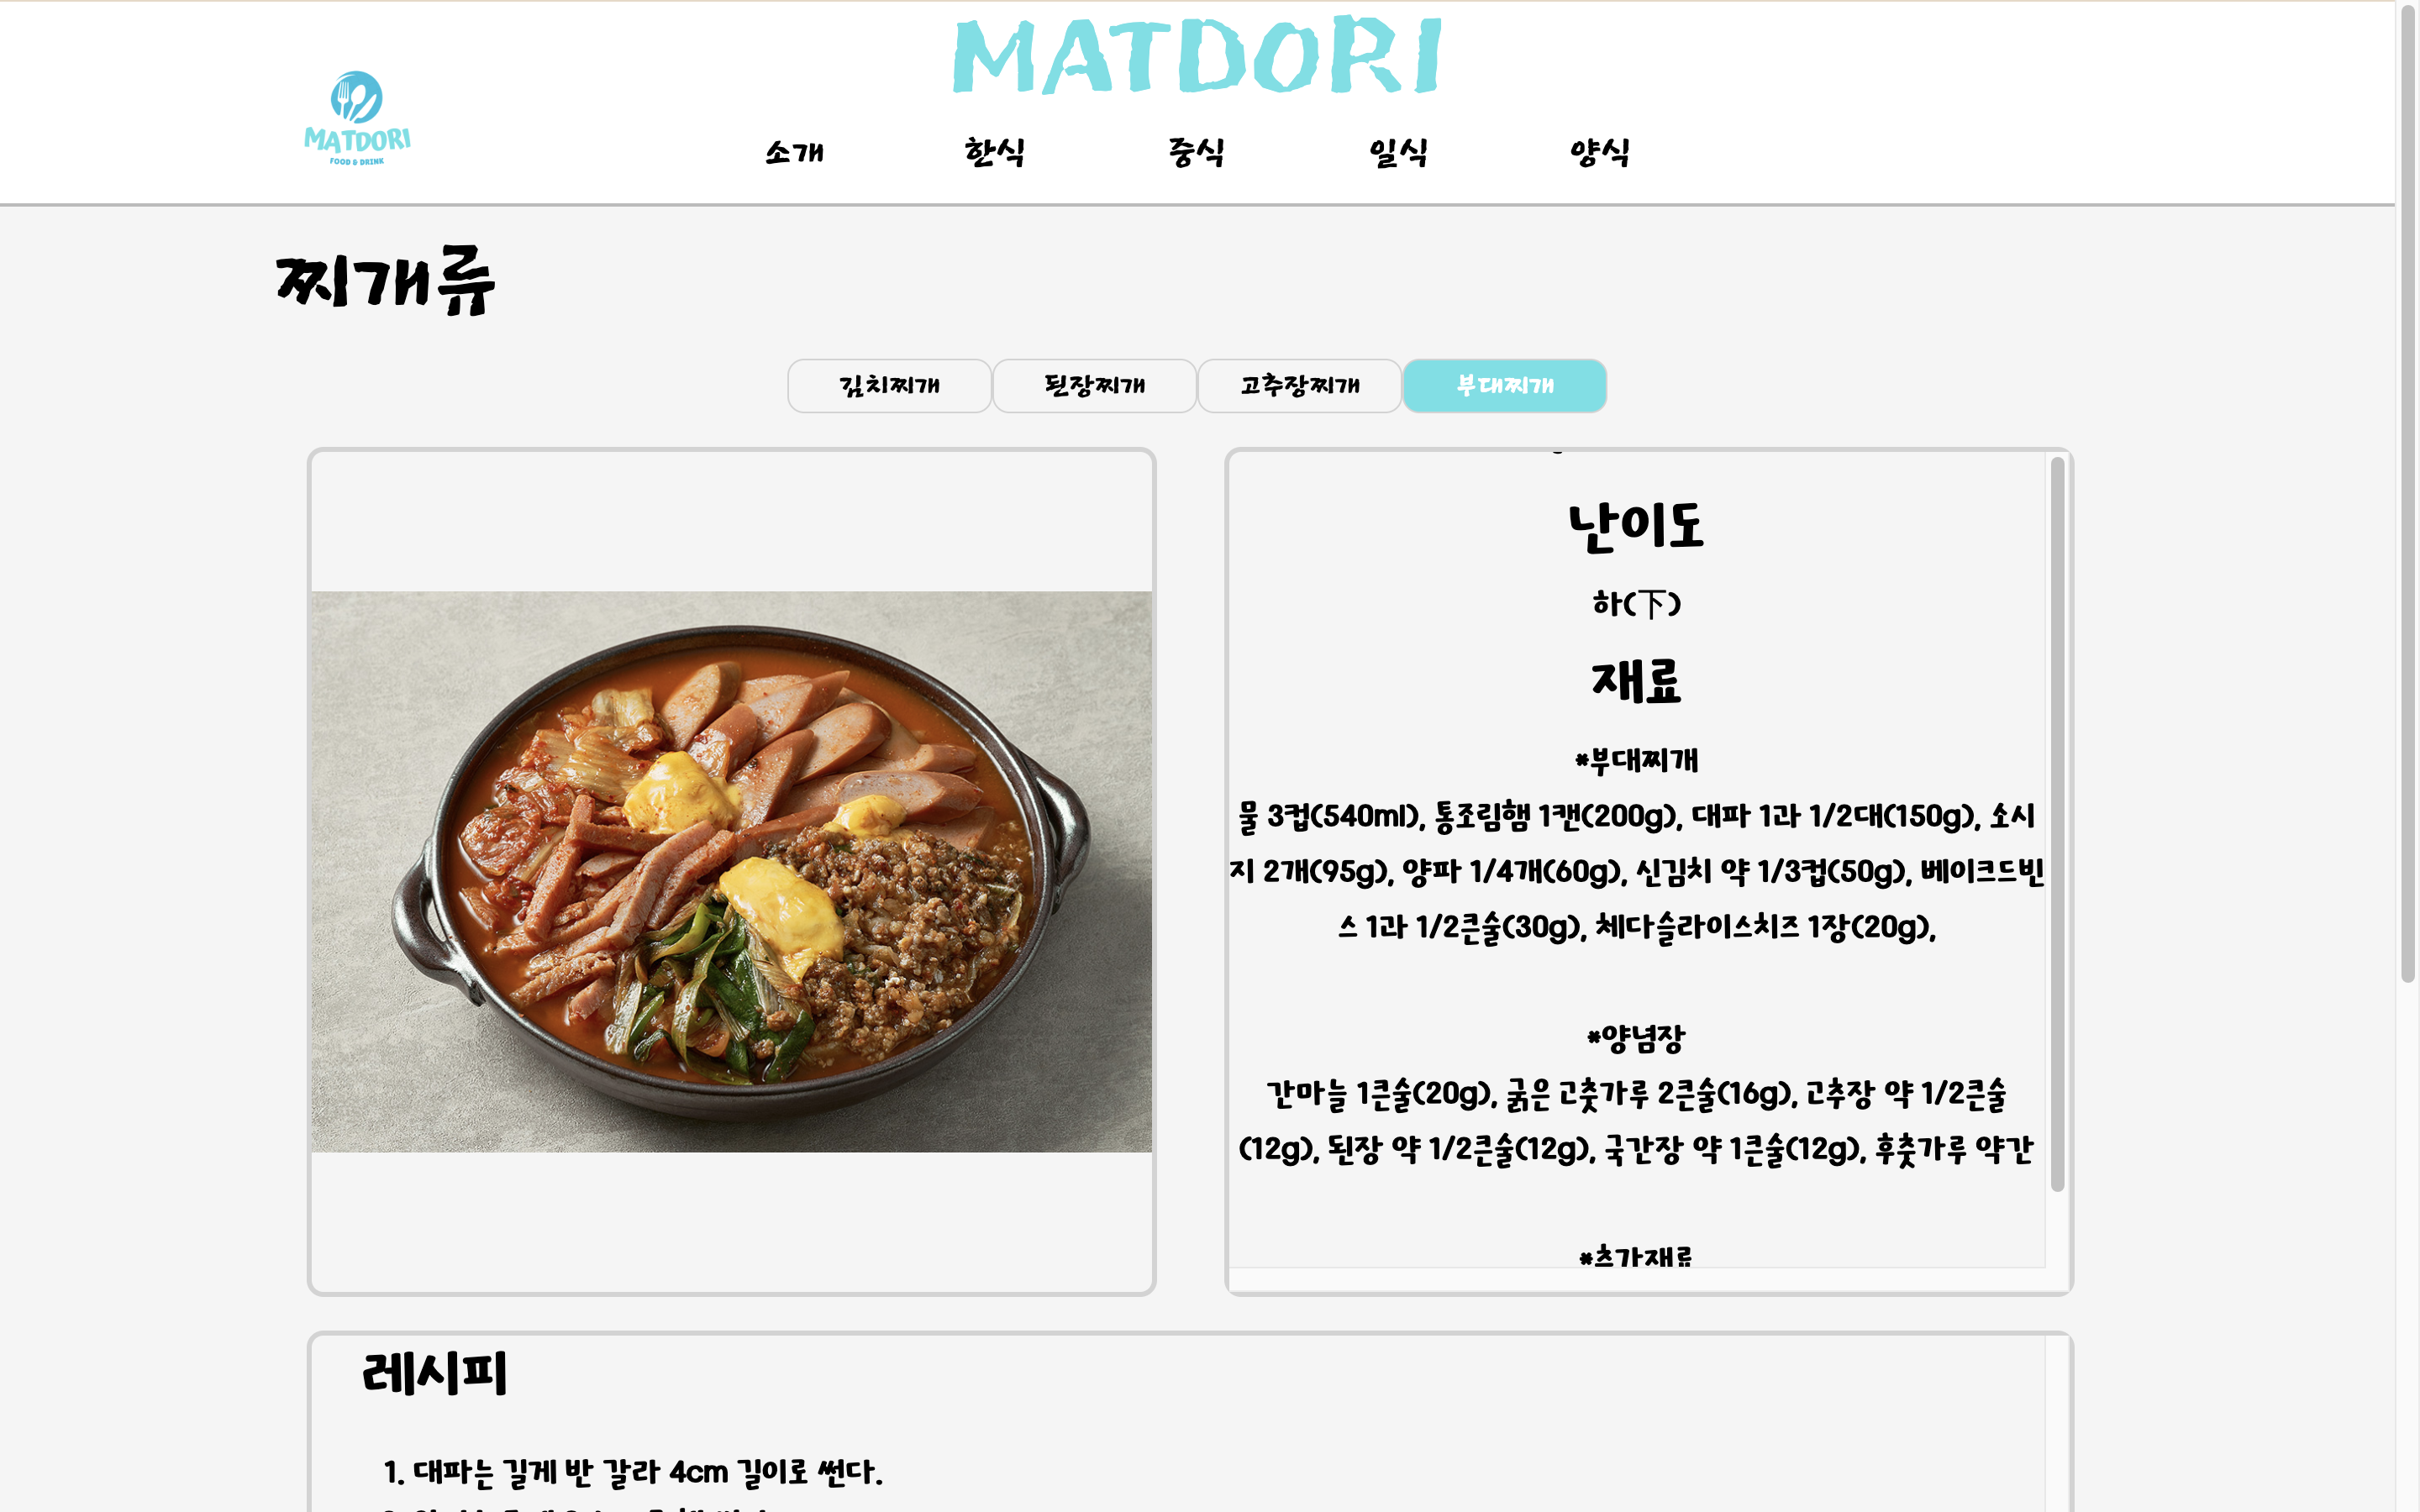 MATDORI
MATDORI
FOOD & DRINK
소개 한식 중식 일식 양식
찌개류
김치찌개 된장찌개 고추장찌개 부대찌개
난이도
하(下)
재료
*부대찌개
물 3컵(540ml), 통조림햄 1캔(200g), 대파 1과 1/2대(150g), 소시
지 2개(95g), 양파 1/4개(60g), 신김치 약 1/3컵(50g), 베이크드빈
스 1과 1/2큰술(30g), 체다슬라이스치즈 1장(20g),
*양념장
간마늘 1큰술(20g), 굵은 고춧가루 2큰술(16g), 고추장 약 1/2큰술
(12g), 된장 약 1/2큰술(12g), 국간장 약 1큰술(12g), 후춧가루 약간
*추가재료
레시피
1. 대파는 길게 반 갈라 4cm 길이로 썬다.